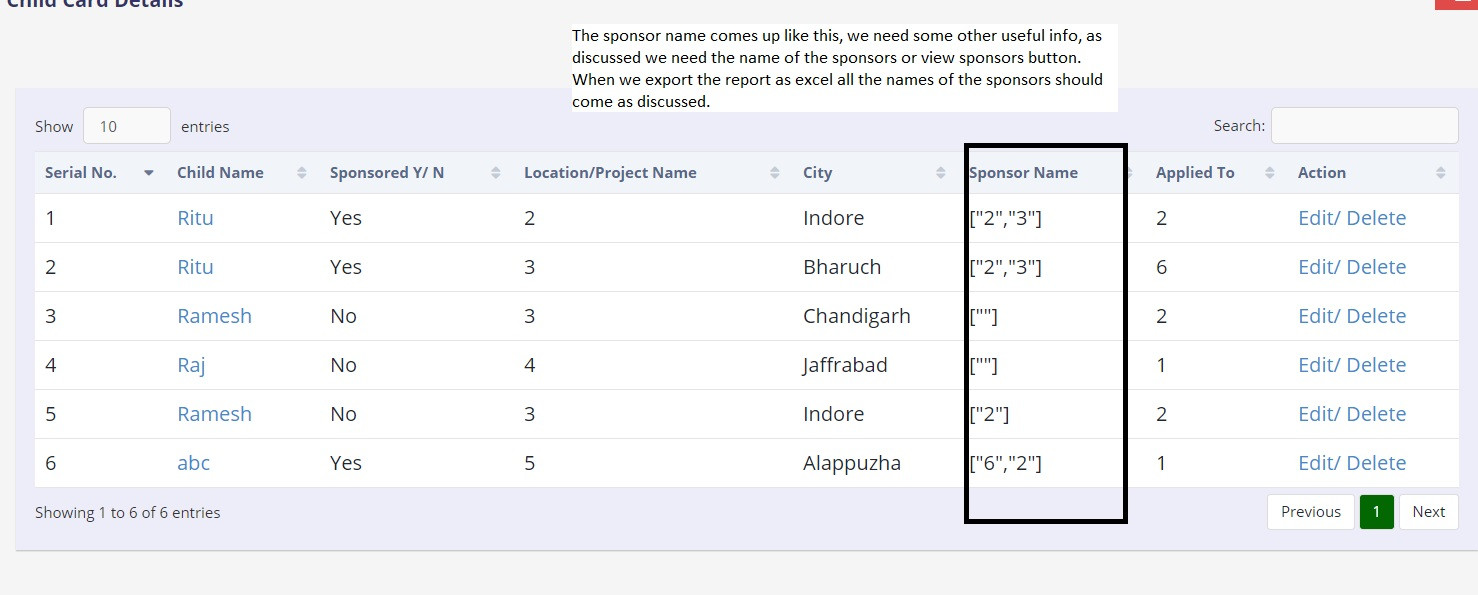 Child Card Details
The sponsor name comes up like this, we need some other useful info, as
discussed we need the name of the sponsors or view sponsors button.
When we export the report as excel all the names of the sponsors should
come as discussed.
Show 10 entries Search:
Serial No. Child Name Sponsored Y/ N Location/Project Name City Sponsor Name Applied To Action
1 Ritu Yes 2 Indore ["2","3"] 2 Edit/ Delete
2 Ritu Yes 3 Bharuch ["2","3"] 6 Edit/ Delete
3 Ramesh No 3 Chandigarh [""] 2 Edit/ Delete
4 Raj No 4 Jaffrabad [""] 1 Edit/ Delete
5 Ramesh No 3 Indore ["2"] 2 Edit/ Delete
6 abc Yes 5 Alappuzha ["6","2"] 1 Edit/ Delete
Showing 1 to 6 of 6 entries Previous 1 Next